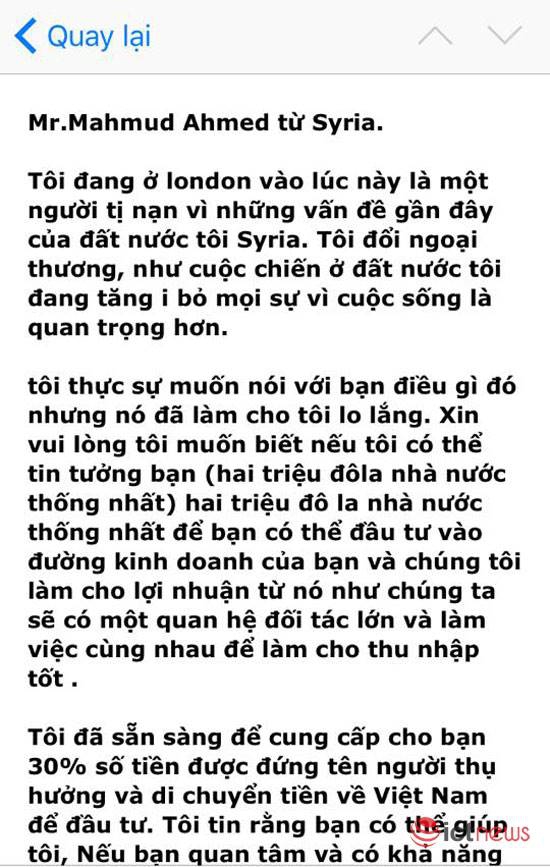 Quay lại
Mr.Mahmud Ahmed từ Syria.
Tôi đang ở london vào lúc này là một
người tị nạn vì những vấn đề gần đây
của đất nước tôi Syria. Tôi đổi ngoại
thương, như cuộc chiến ở đất nước tôi
đang tăng i bỏ mọi sự vì cuộc sống là
quan trọng hơn.
tôi thực sự muốn nói với bạn điều gì đó
nhưng nó đã làm cho tôi lo lắng. Xin
vui lòng tôi muốn biết nếu tôi có thể
tin tưởng bạn (hai triệu đôla nhà nước
thống nhất) hai triệu đô la nhà nước
thống nhất để bạn có thể đầu tư vào
đường kinh doanh của bạn và chúng tôi
làm cho lợi nhuận từ nó như chúng ta
sẽ có một quan hệ đối tác lớn và làm
việc cùng nhau để làm cho thu nhập
tốt .
Tôi đã sẵn sàng để cung cấp cho bạn
30% số tiền được đứng tên người thụ
hưởng và di chuyển tiền về Việt Nam
để đầu tư. Tôi tin rằng bạn có thể giúp
tôi, Nếu bạn quan tâm và có khả năng
ictnews